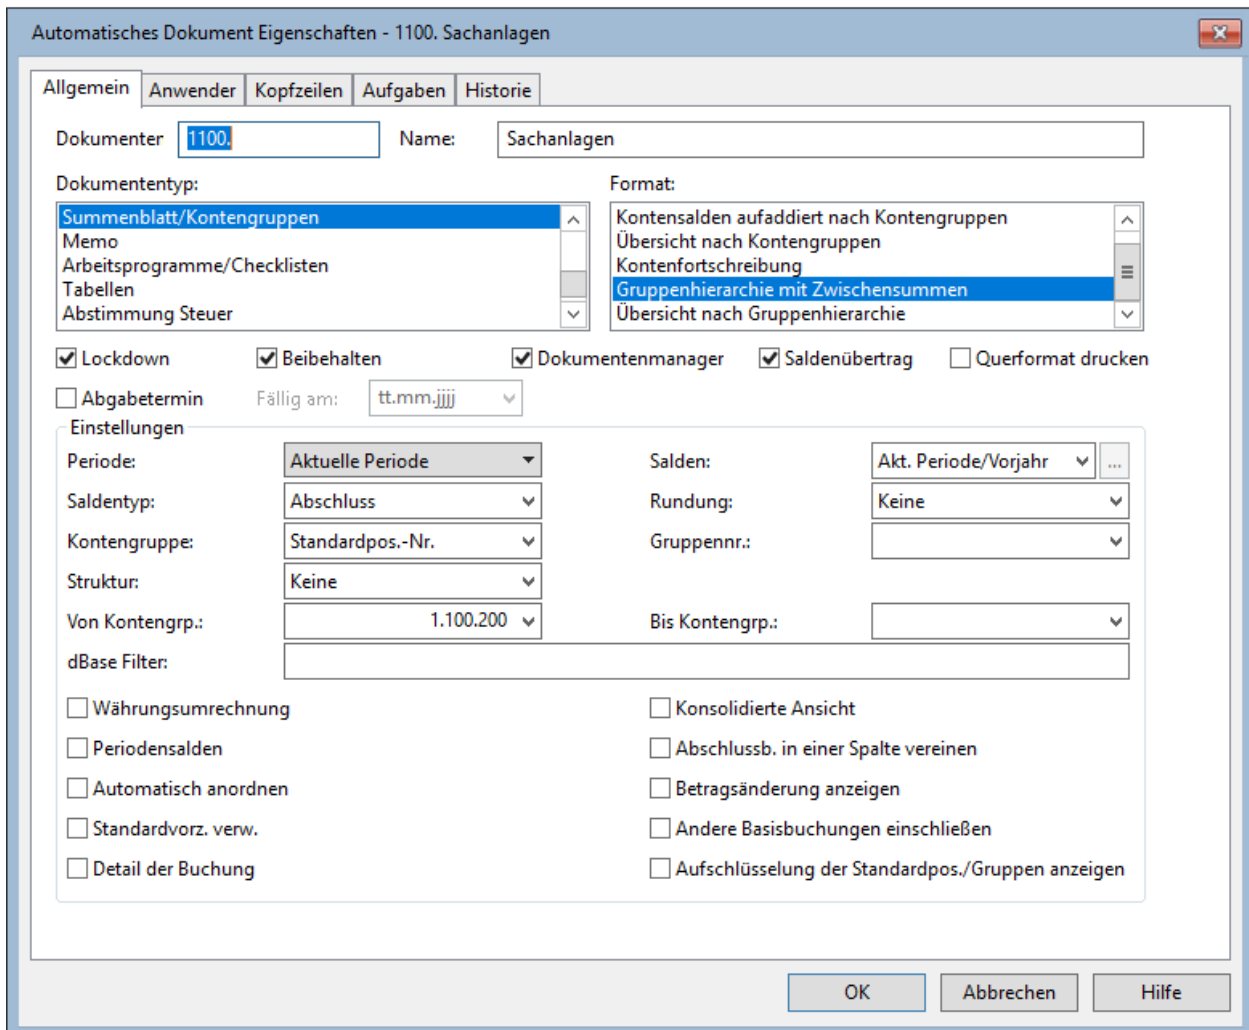 Automatisches Dokument Eigenschaften - 1100. Sachanlagen
Allgemein Anwender Kopfzeilen Aufgaben Historie
Dokumenter 1100. Name: Sachanlagen
Dokumententyp: Format:
Summenblatt/Kontengruppen Kontensalden aufaddiert nach Kontengruppen
Memo Übersicht nach Kontengruppen
Arbeitsprogramme/Checklisten Kontenfortschreibung
Tabellen Gruppenhierarchie mit Zwischensummen
Abstimmung Steuer Übersicht nach Gruppenhierarchie
Lockdown Beibehalten Dokumentenmanager Saldenübertrag Querformat drucken
Abgabetermin Fällig am: tt.mm.jjjj
Einstellungen
Periode: Aktuelle Periode Salden: Akt. Periode/Vorjahr ...
Saldentyp: Abschluss Rundung: Keine
Kontengruppe: Standardpos.-Nr. Gruppennr.:
Struktur: Keine
Von Kontengrp.: 1.100.200 Bis Kontengrp.:
dBase Filter:
Währungsumrechnung Konsolidierte Ansicht
Periodensalden Abschlussb. in einer Spalte vereinen
Automatisch anordnen Betragsänderung anzeigen
Standardvorz. verw. Andere Basisbuchungen einschließen
Detail der Buchung Aufschlüsselung der Standardpos./Gruppen anzeigen
OK Abbrechen Hilfe